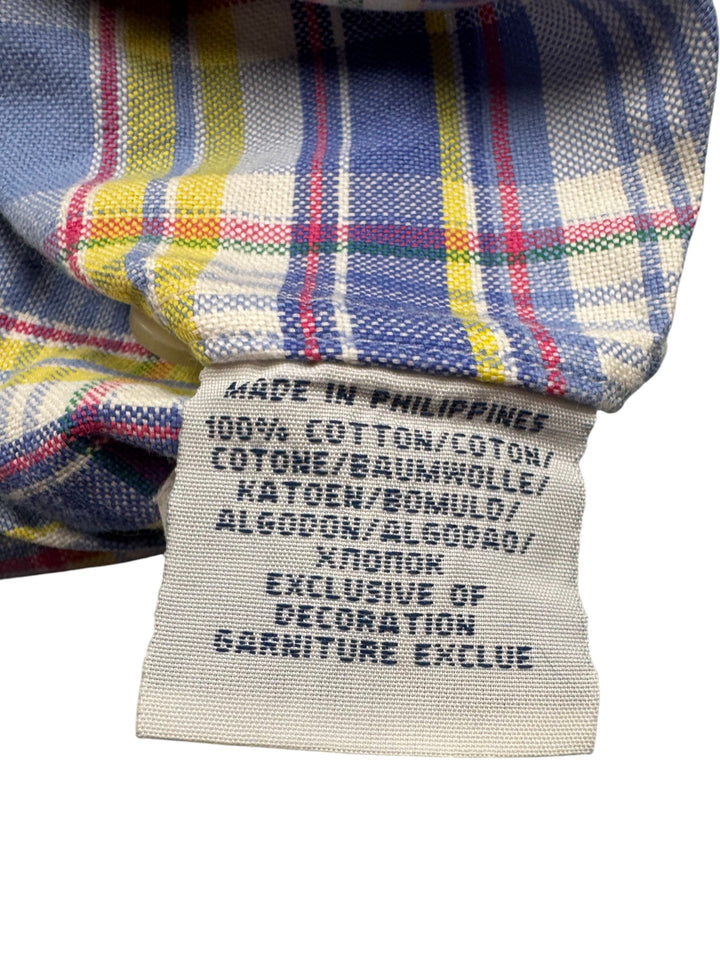 MADE IN PHILIPPINES
100% COTTON/COTON/
COTONE/BAUMWOLLE/
KATOEN/BOMULD/
ALGODON/ALGODAO/
ХЛОПОК
EXCLUSIVE OF
DECORATION
GARNITURE EXCLUE